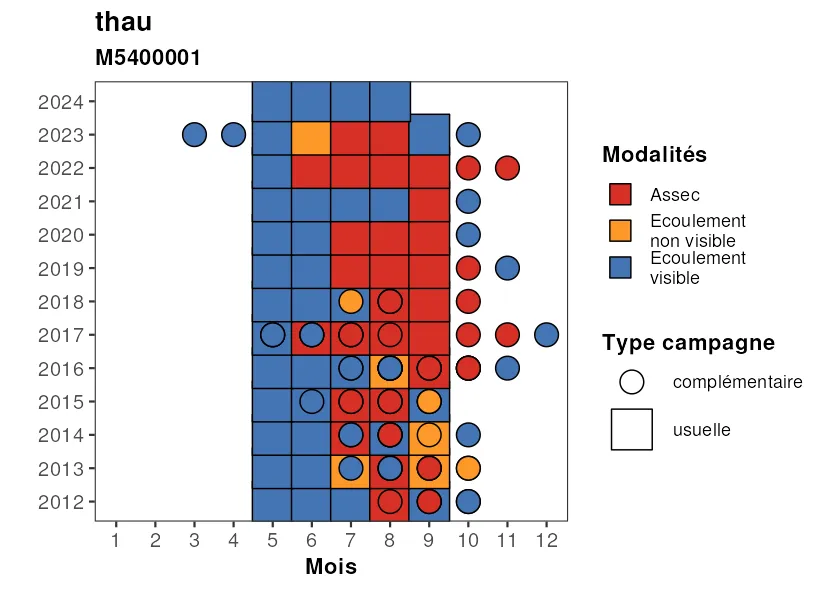 thau
M5400001
2024
2023
2022
2021
2020
2019
2018
2017
2016
2015
2014
2013
2012
1 2 3 4 5 6 7 8 9 10 11 12
Mois
Modalités
Assec
Ecoulement
non visible
Ecoulement
visible
Type campagne
complémentaire
usuelle